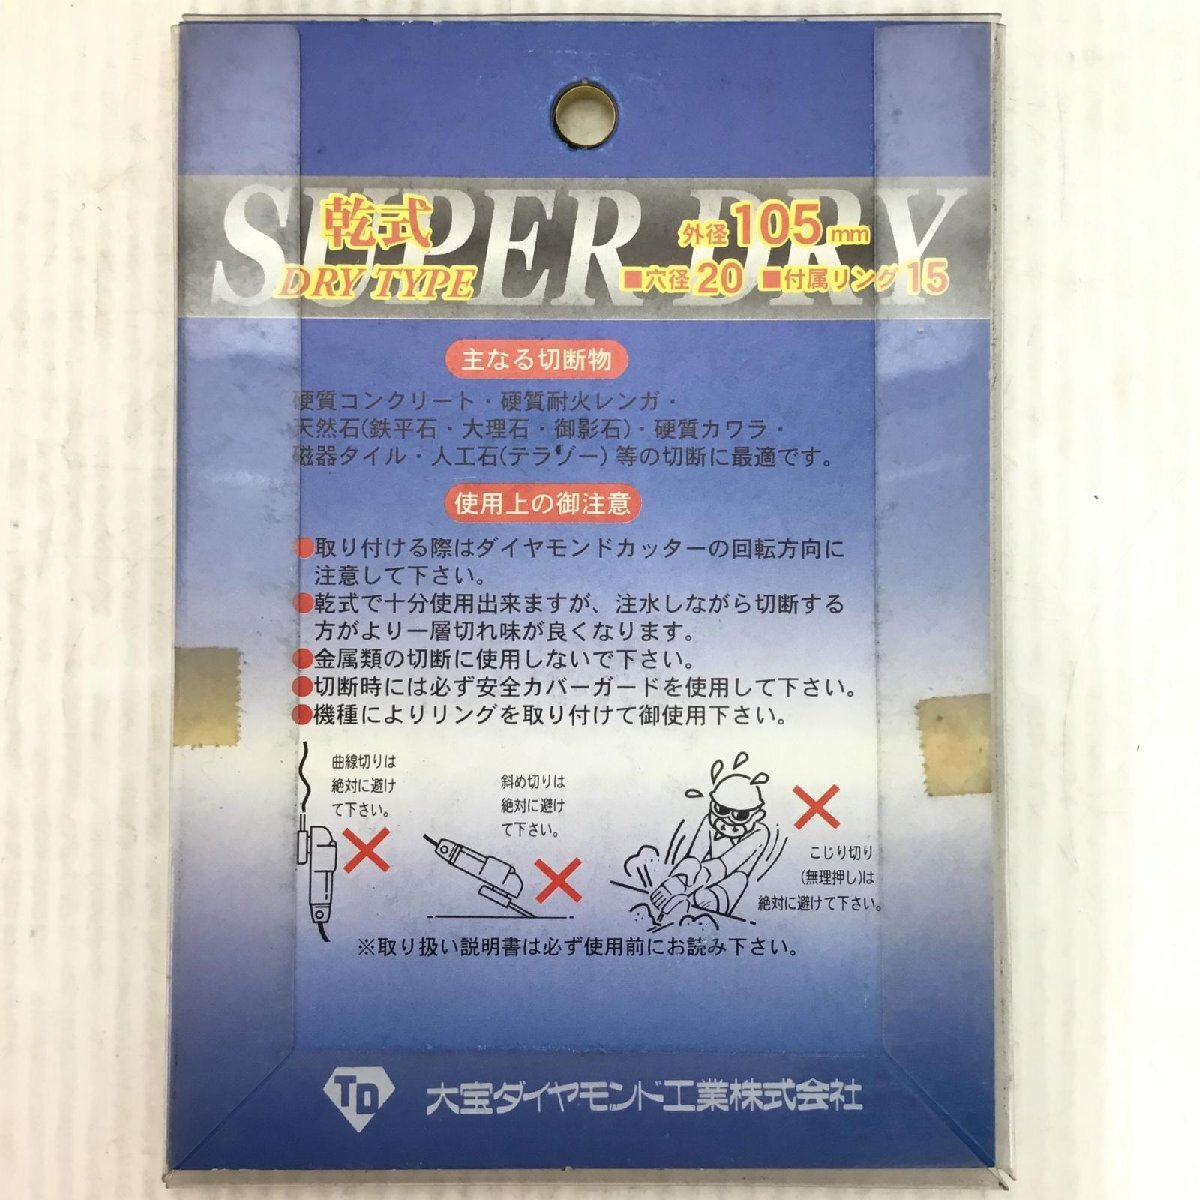 SUPER DRY
乾式
DRY TYPE
外径105mm
■穴径20 ■付属リング15
主なる切断物
硬質コンクリート・硬質耐火レンガ・
天然石(鉄平石・大理石・御影石)・硬質カワラ・
磁器タイル・人工石(テラゾー)等の切断に最適です。
使用上の御注意
●取り付ける際はダイヤモンドカッターの回転方向に
注意して下さい。
●乾式で十分使用出来ますが、注水しながら切断する
方がより一層切れ味が良くなります。
●金属類の切断に使用しないで下さい。
●切断時には必ず安全カバーガードを使用して下さい。
●機種によりリングを取り付けて御使用下さい。
曲線切りは
絶対に避け
て下さい。
斜め切りは
絶対に避け
て下さい。
こじり切り
(無理押し)は
絶対に避けて下さい。
※取り扱い説明書は必ず使用前にお読み下さい。
TD 大宝ダイヤモンド工業株式会社